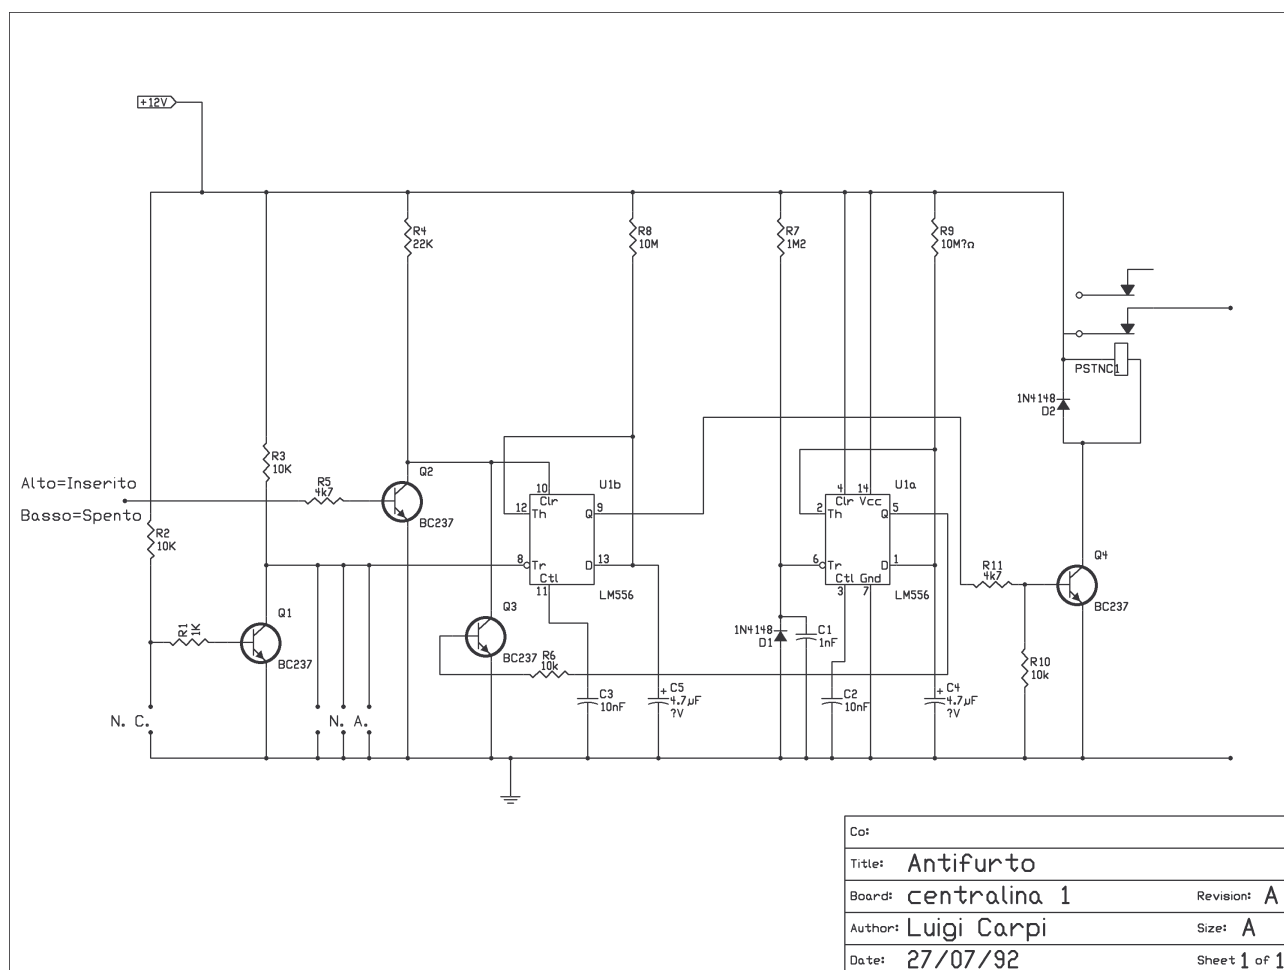 +12V
R4
22K
R8
10M
R7
1M2
R9
10M?Ω
PSTNC1
1N4148
D2
R3
10K
Alto=Inserito
Basso=Spento
R5
4k7
Q2
BC237
R2
10K
10
Clr
U1b
12
Th
Q
9
8
Tr
D
13
Ctl
11
LM556
4
14
Clr
Vcc
U1a
2
Th
Q
5
6
Tr
D
1
Ctl
Gnd
3
7
LM556
R11
4k7
Q4
BC237
R1
1K
Q1
BC237
Q3
BC237
R6
10k
1N4148
D1
C1
1nF
R10
10k
N. C.
N. A.
C3
10nF
+
C5
4.7µF
?V
C2
10nF
+
C4
4.7µF
?V
Co:
Title: Antifurto
Board: centralina 1 Revision: A
Author: Luigi Carpi Size: A
Date: 27/07/92 Sheet 1 of 1